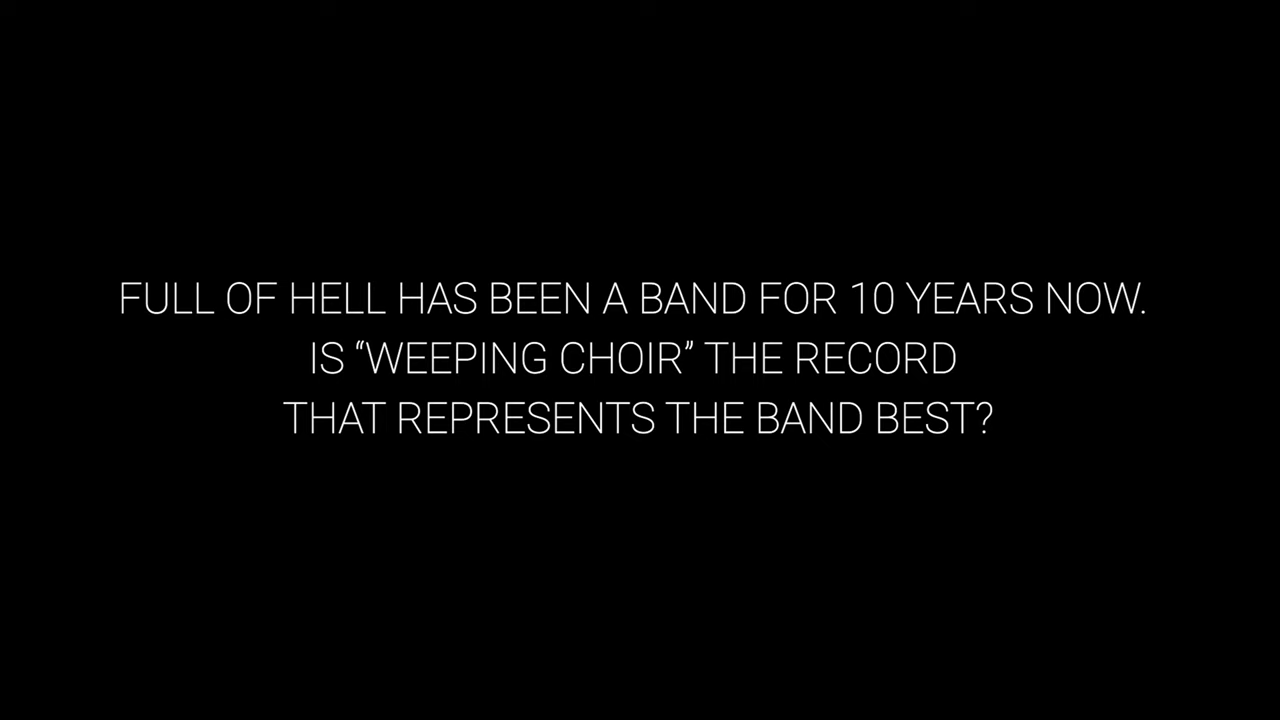 FULL OF HELL HAS BEEN A BAND FOR 10 YEARS NOW.
IS “WEEPING CHOIR” THE RECORD
THAT REPRESENTS THE BAND BEST?